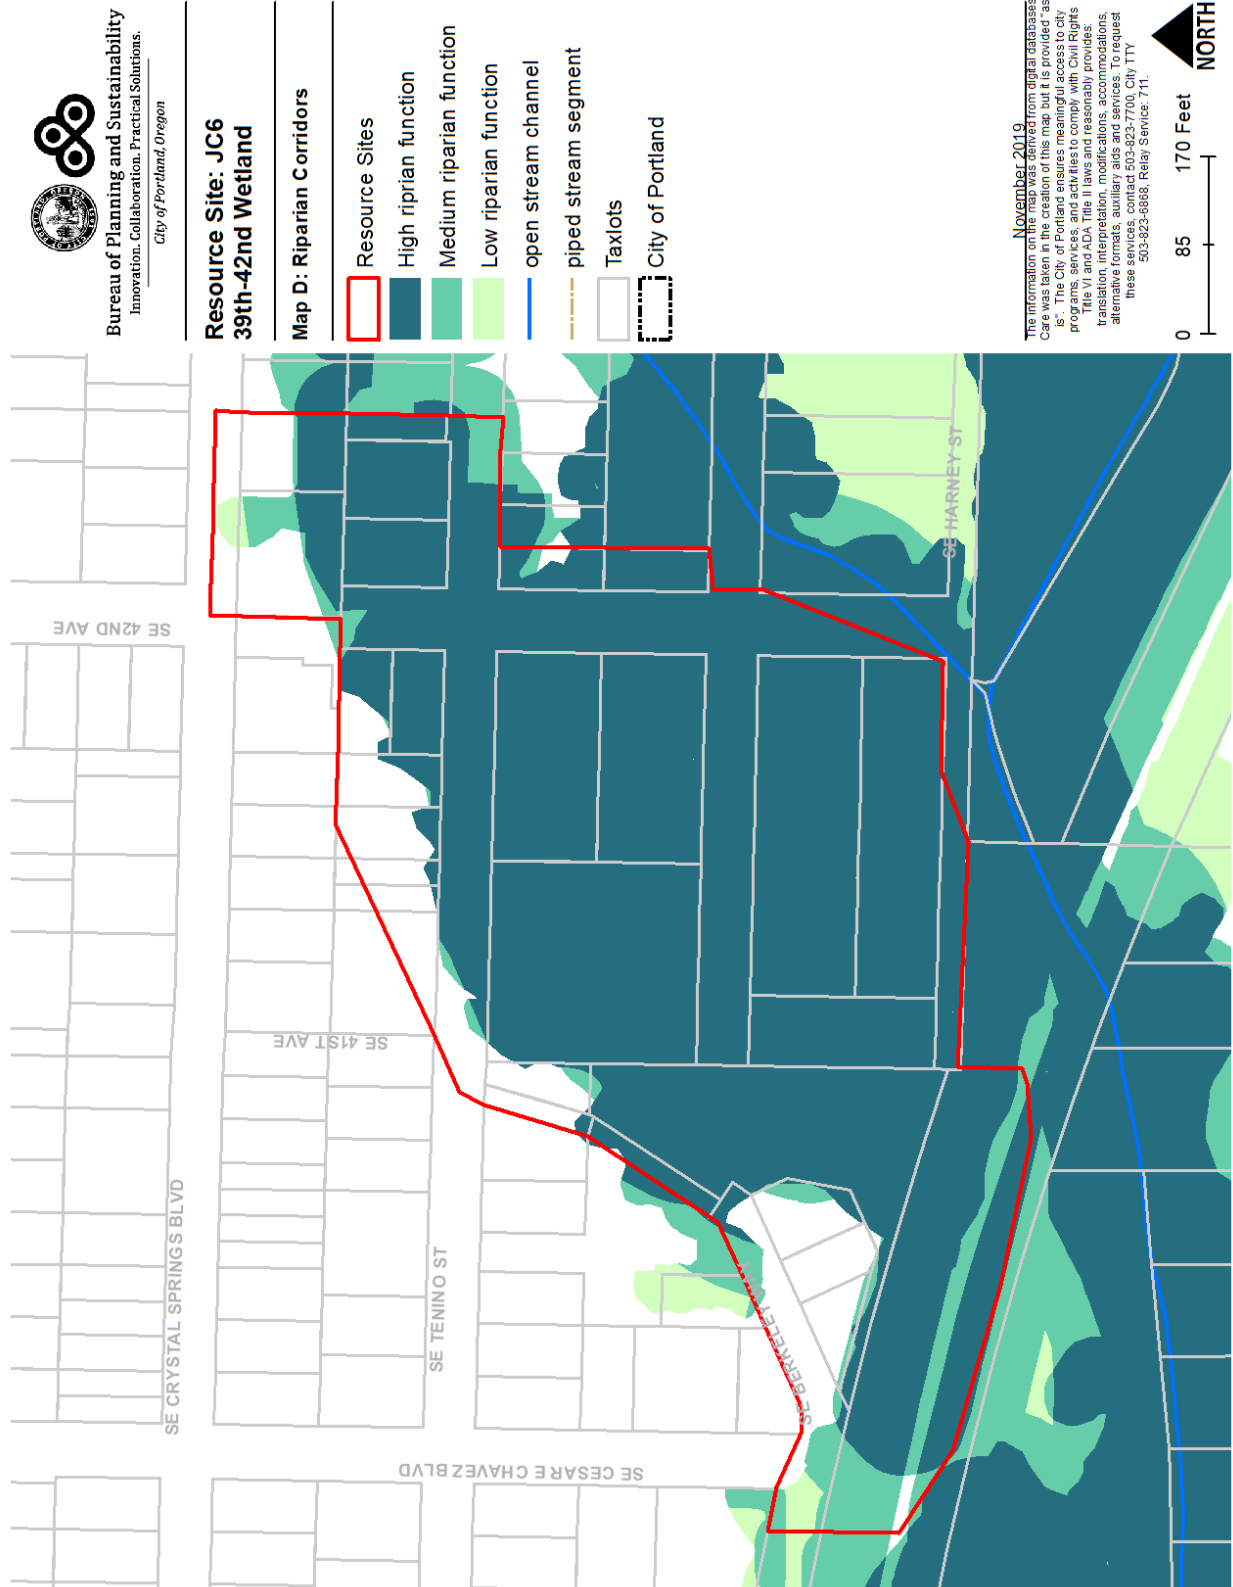 Bureau of Planning and Sustainability
Innovation. Collaboration. Practical Solutions.
City of Portland, Oregon
Resource Site: JC6
39th-42nd Wetland
Map D: Riparian Corridors
Resource Sites
High riprian function
Medium riparian function
Low riparian function
open stream channel
piped stream segment
Taxlots
City of Portland
November 2019
The information on the map was derived from digital databases
Care was taken in the creation of this map but it is provided "as
is". The City of Portland ensures meaningful access to city
programs, services, and activities to comply with Civil Rights
Title VI and ADA Title II laws and reasonably provides:
translation, interpretation, modifications, accommodations,
alternative formats, auxiliary aids and services. To request
these services, contact 503-823-7700, City TTY
503-823-6868, Relay Service: 711.
0 85 170 Feet
NORTH
SE 42ND AVE
SE HARNEY ST
SE 41ST AVE
SE CRYSTAL SPRINGS BLVD
SE TENINO ST
SE BERKELEY WAY
SE CESAR E CHAVEZ BLVD